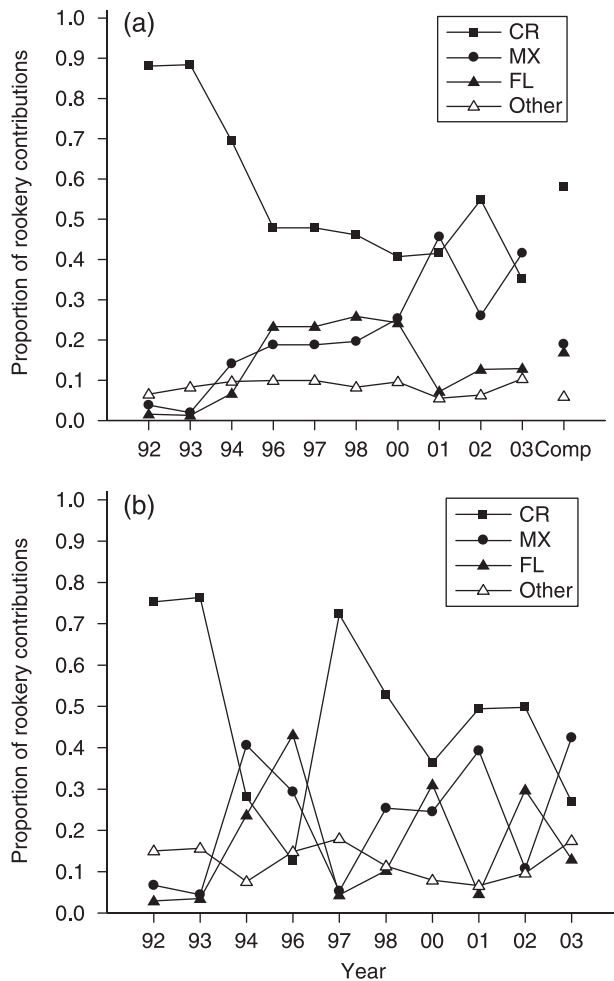 (a)
CR
MX
FL
Other
Proportion of rookery contributions
1.0
0.9
0.8
0.7
0.6
0.5
0.4
0.3
0.2
0.1
0.0
92 93 94 96 97 98 00 01 02 03Comp
(b)
CR
MX
FL
Other
Proportion of rookery contributions
1.0
0.9
0.8
0.7
0.6
0.5
0.4
0.3
0.2
0.1
0.0
92 93 94 96 97 98 00 01 02 03
Year